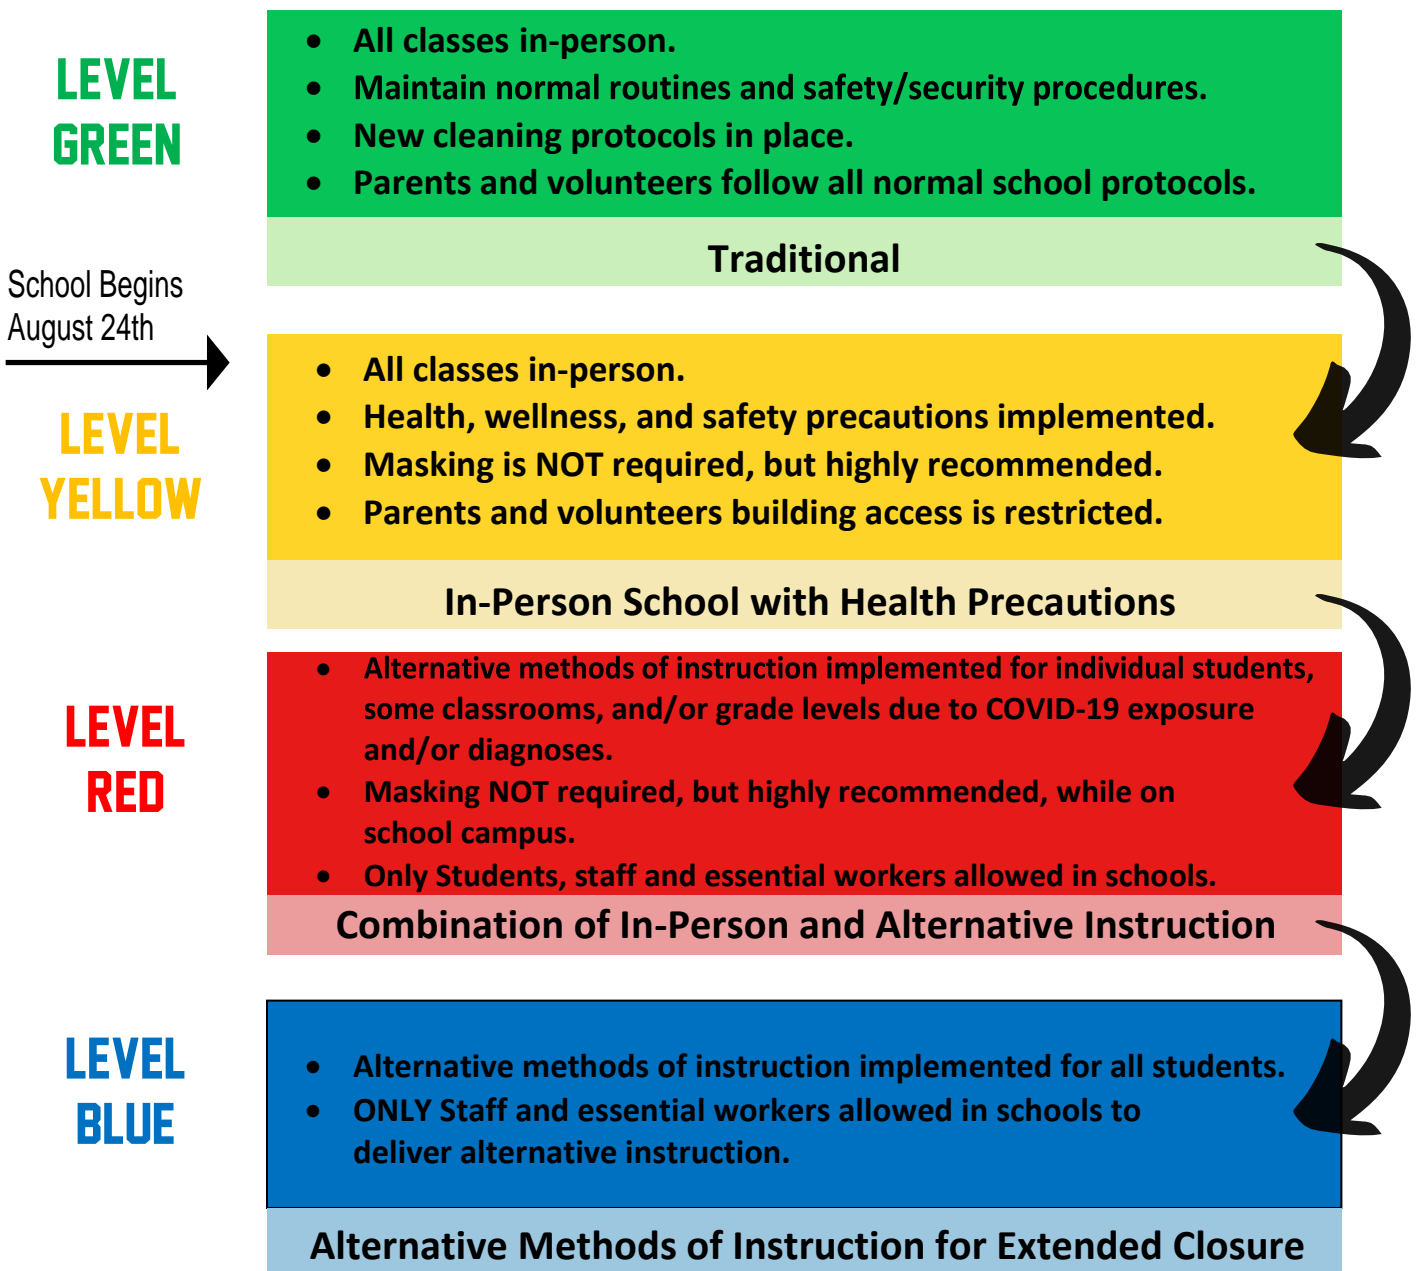 LEVEL
GREEN
• All classes in-person.
• Maintain normal routines and safety/security procedures.
• New cleaning protocols in place.
• Parents and volunteers follow all normal school protocols.
Traditional
School Begins
August 24th
LEVEL
YELLOW
• All classes in-person.
• Health, wellness, and safety precautions implemented.
• Masking is NOT required, but highly recommended.
• Parents and volunteers building access is restricted.
In-Person School with Health Precautions
LEVEL
RED
• Alternative methods of instruction implemented for individual students,
some classrooms, and/or grade levels due to COVID-19 exposure
and/or diagnoses.
• Masking NOT required, but highly recommended, while on
school campus.
• Only Students, staff and essential workers allowed in schools.
Combination of In-Person and Alternative Instruction
LEVEL
BLUE
• Alternative methods of instruction implemented for all students.
• ONLY Staff and essential workers allowed in schools to
deliver alternative instruction.
Alternative Methods of Instruction for Extended Closure